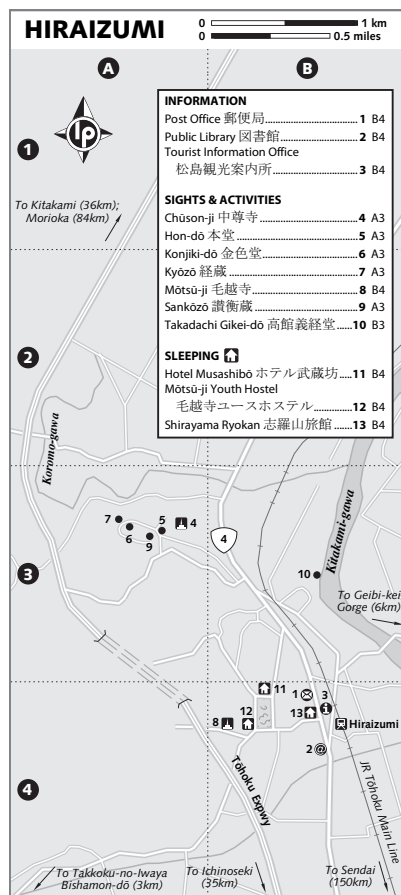 HIRAIZUMI
0 1 km
0 0.5 miles
A
B
1
lp
INFORMATION
Post Office 郵便局 1 B4
Public Library 図書館 2 B4
Tourist Information Office
松島観光案内所 3 B4
SIGHTS & ACTIVITIES
Chūson-ji 中尊寺 4 A3
Hon-dō 本堂 5 A3
Konjiki-dō 金色堂 6 A3
Kyōzō 経蔵 7 A3
Mōtsū-ji 毛越寺 8 B4
Sankōzō 讃衡蔵 9 A3
Takadachi Gikei-dō 高館義経堂 10 B3
SLEEPING
Hotel Musashibō ホテル武蔵坊 11 B4
Mōtsū-ji Youth Hostel
毛越寺ユースホステル 12 B4
Shirayama Ryokan 志羅山旅館 13 B4
To Kitakami (36km);
Morioka (84km)
2
Koromo-gawa
Kitakami-gawa
7
6
5
4
9
4
3
10
To Geibi-kei
Gorge (6km)
11
1
3
12
8
13
Hiraizumi
2
@
Tōhoku Expwy
JR Tōhoku Main Line
4
To Takkoku-no-Iwaya
Bishamon-dō (3km)
To Ichinoseki
(35km)
To Sendai
(150km)